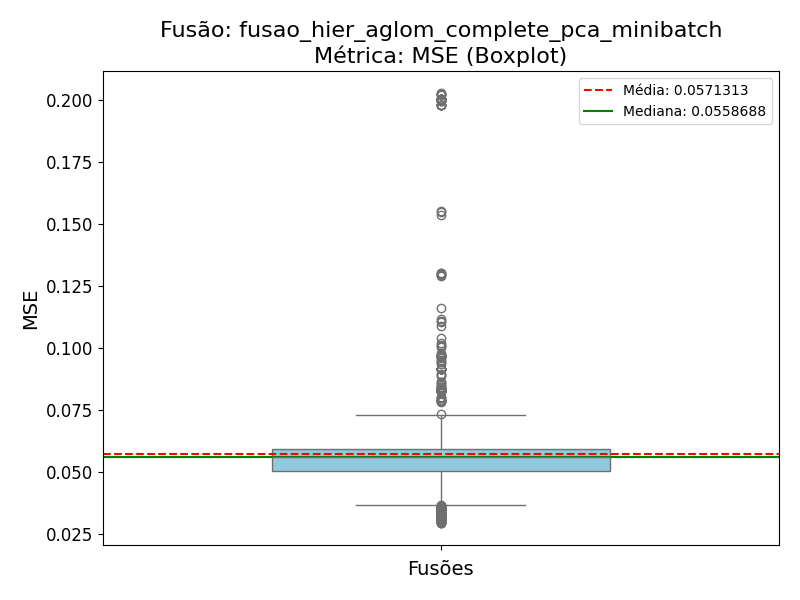 Fusão: fusao_hier_aglom_complete_pca_minibatch
Métrica: MSE (Boxplot)
Média: 0.0571313
Mediana: 0.0558688
0.200
0.175
0.150
0.125
0.100
0.075
0.050
0.025
MSE
Fusões